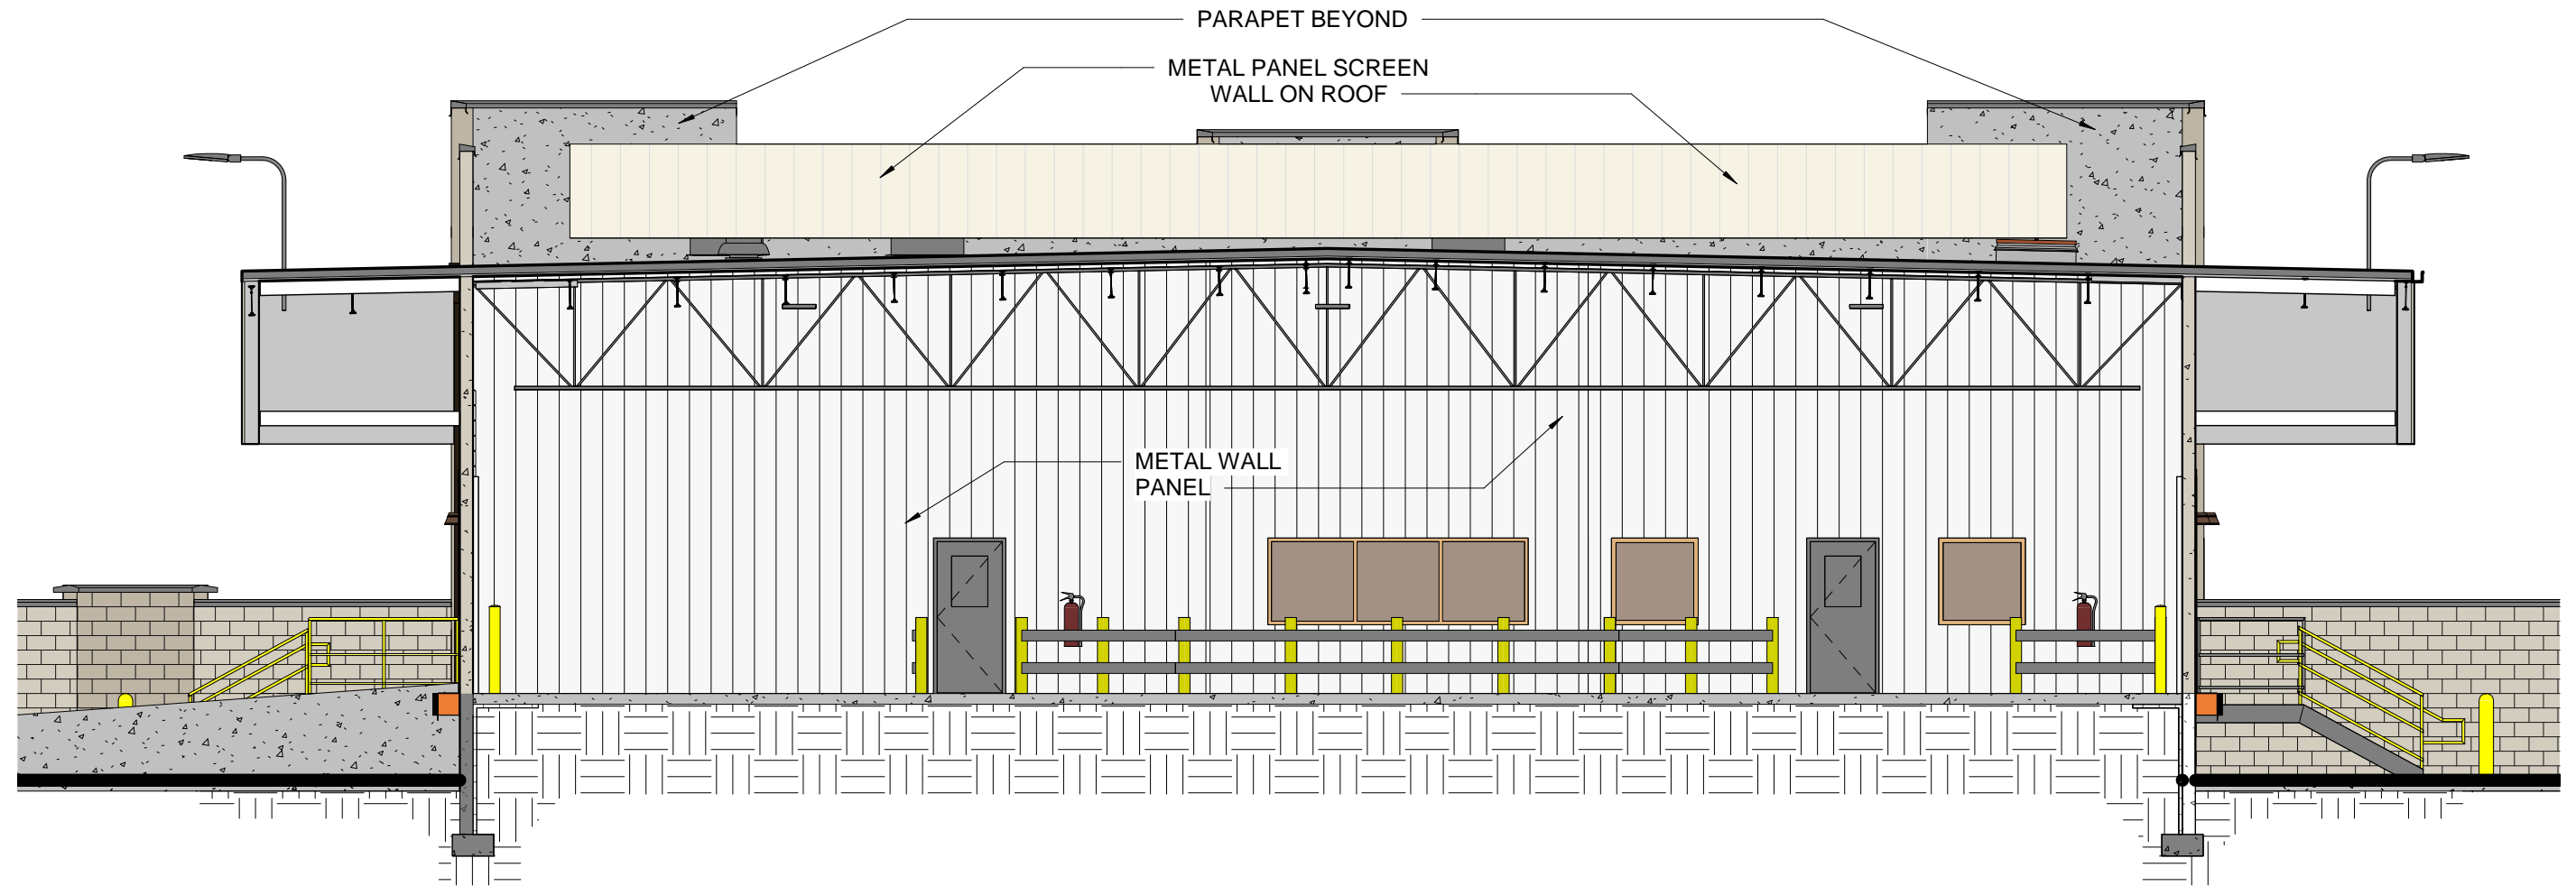 PARAPET BEYOND
METAL PANEL SCREEN
WALL ON ROOF
METAL WALL
PANEL